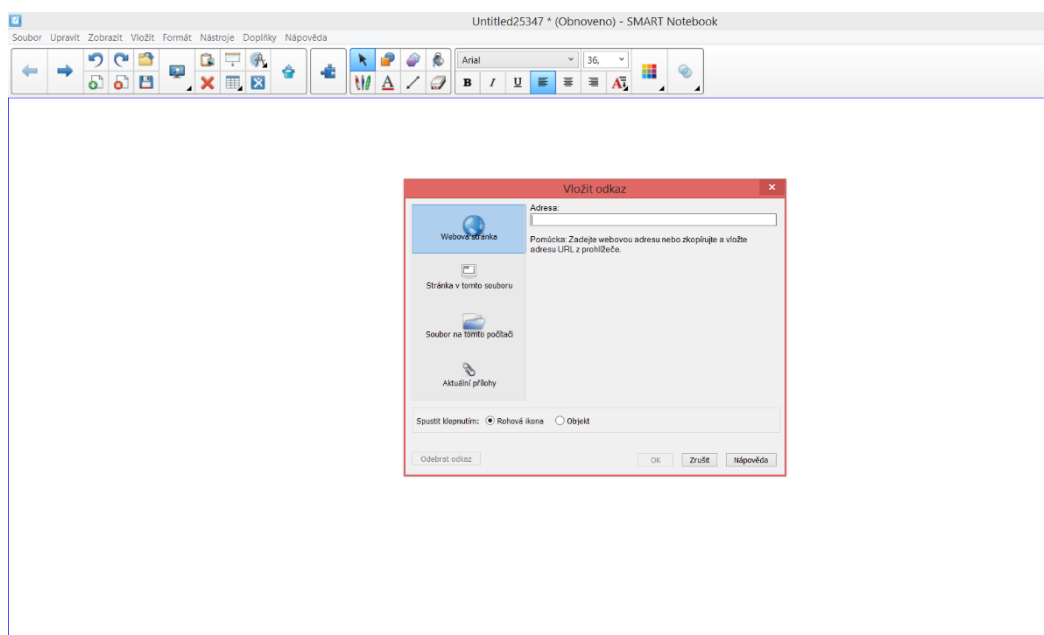 Untitled25347 * (Obnoveno) - SMART Notebook
Soubor Upravit Zobrazit Vložit Formát Nástroje Doplňky Nápověda
Arial 36,
B I U
Vložit odkaz
Adresa:
Webová stránka
Pomůcka: Zadejte webovou adresu nebo zkopírujte a vložte
adresu URL z prohlížeče.
Stránka v tomto souboru
Soubor na tomto počítači
Aktuální přílohy
Spustit klepnutím: Rohová ikona Objekt
Odebrat odkaz OK Zrušit Nápověda